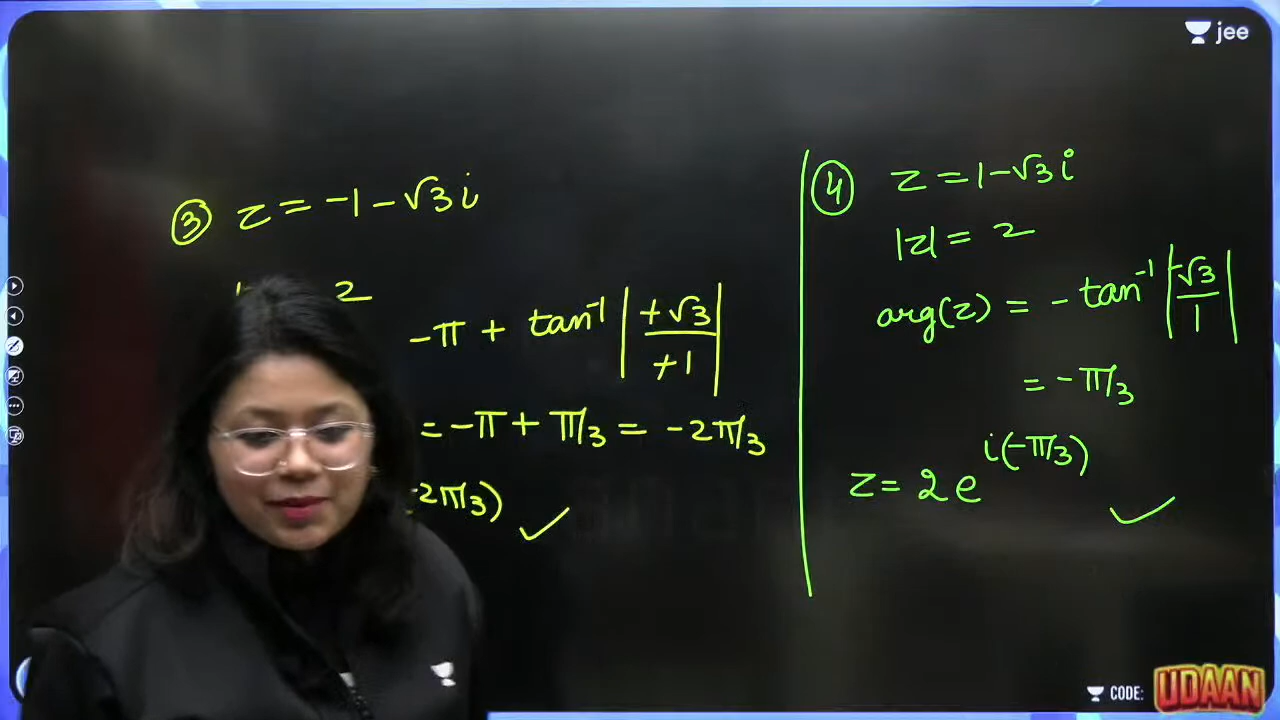 jee
③ z = -1 - √3 i
2
-π + tan⁻¹ |+√3/+1|
= -π + π/3 = -2π/3
2π/3) ✓
④ z = 1 - √3 i
|z| = 2
arg(z) = - tan⁻¹ |-√3/1|
= -π/3
z = 2 e^{i(-π/3)} ✓
CODE: UDAAN